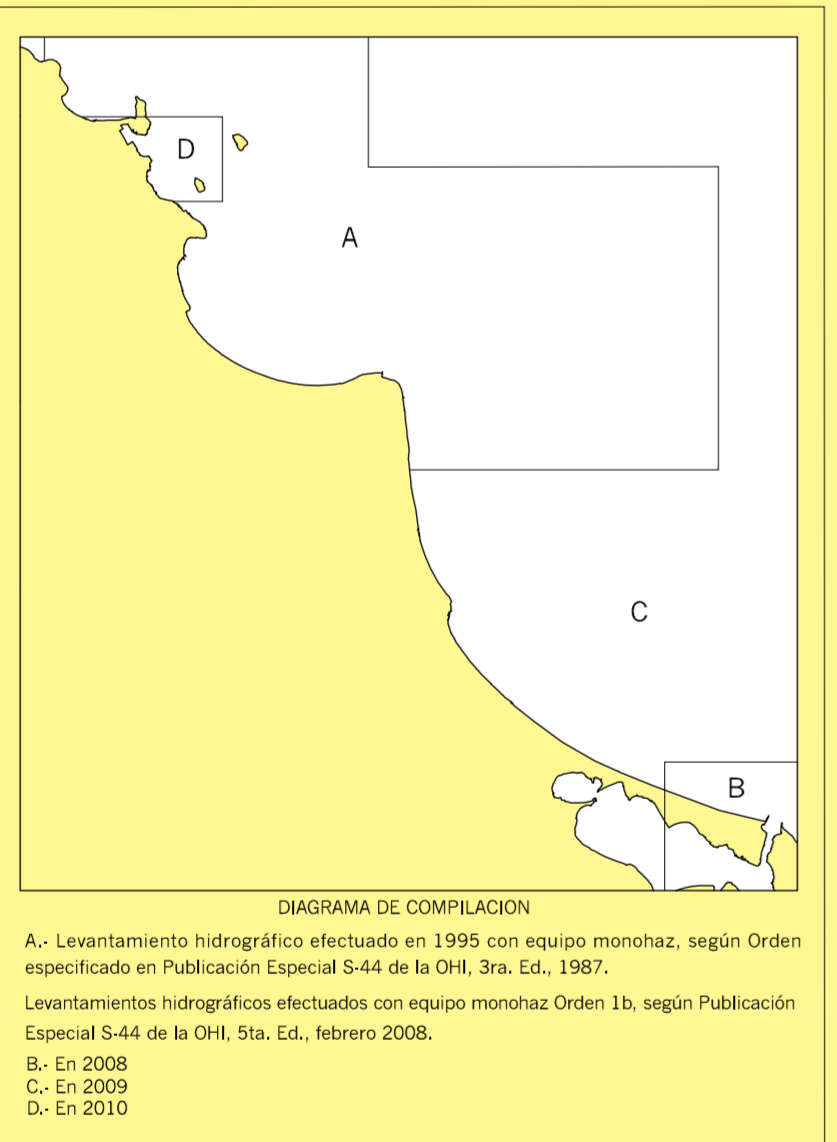 D
A
C
B
DIAGRAMA DE COMPILACION
A.- Levantamiento hidrográfico efectuado en 1995 con equipo monohaz, según Orden
especificado en Publicación Especial S-44 de la OHI, 3ra. Ed., 1987.
Levantamientos hidrográficos efectuados con equipo monohaz Orden 1b, según Publicación
Especial S-44 de la OHI, 5ta. Ed., febrero 2008.
B.- En 2008
C.- En 2009
D.- En 2010